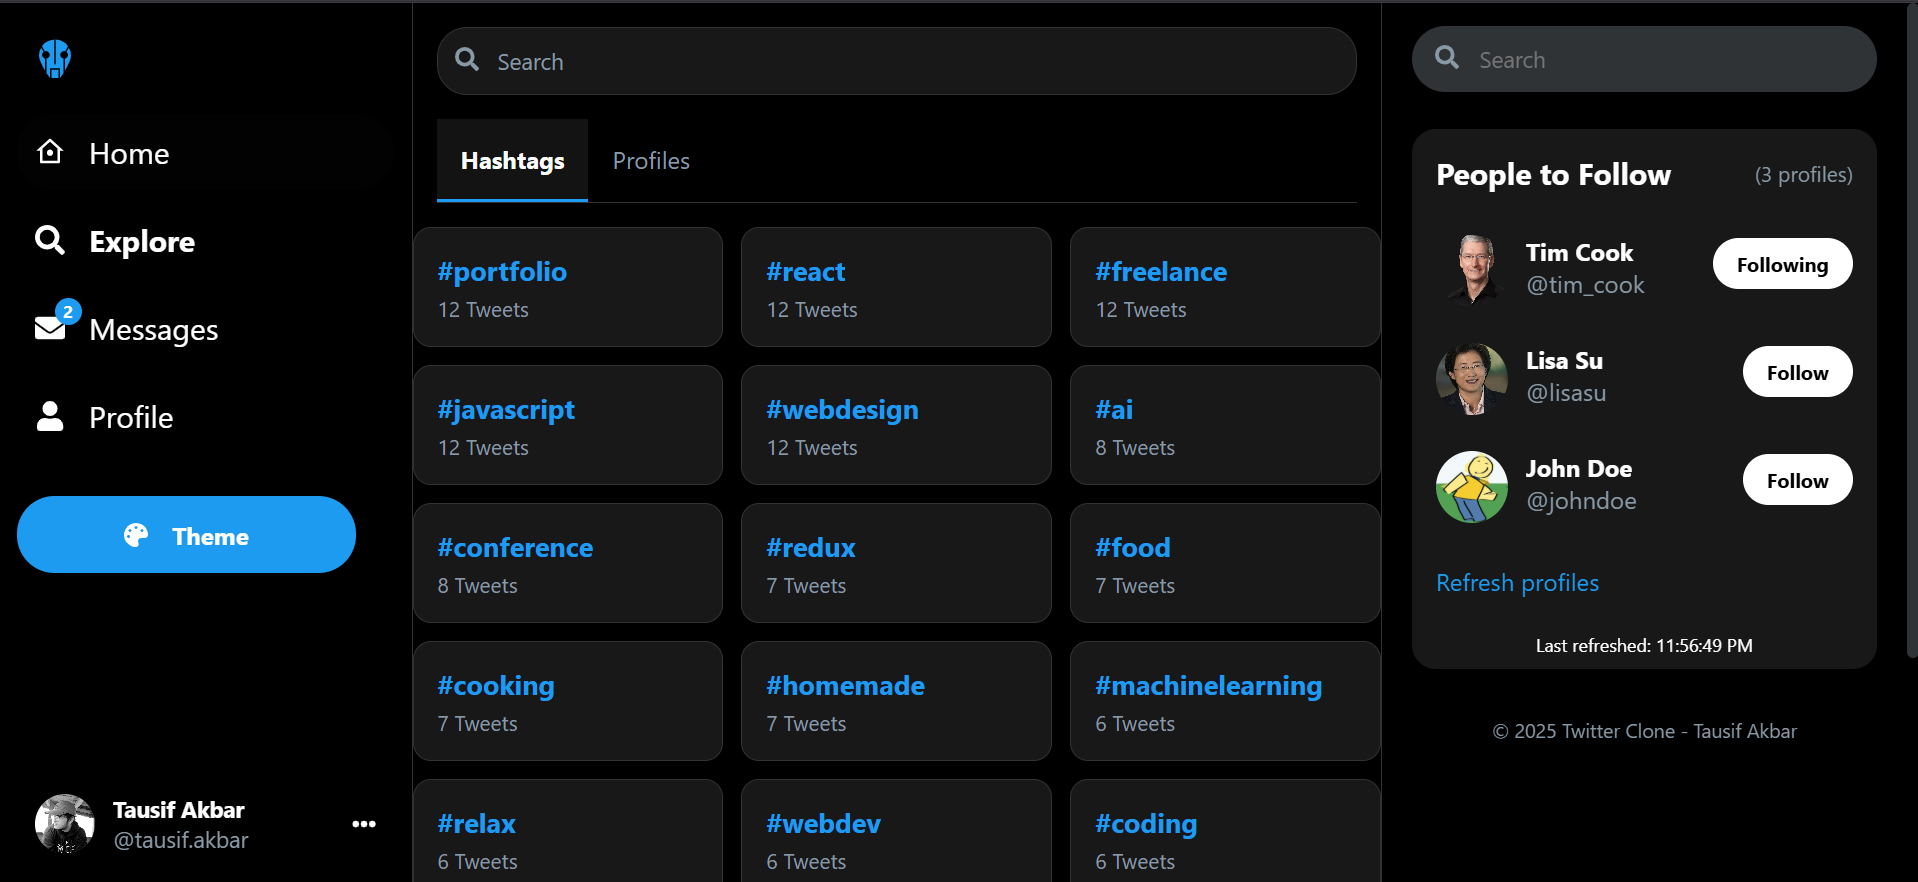 Home
Explore
2
Messages
Profile
Theme
Tausif Akbar
@tausif.akbar
Search
Hashtags Profiles
#portfolio #react #freelance
12 Tweets 12 Tweets 12 Tweets
#javascript #webdesign #ai
12 Tweets 12 Tweets 8 Tweets
#conference #redux #food
8 Tweets 7 Tweets 7 Tweets
#cooking #homemade #machinelearning
7 Tweets 7 Tweets 6 Tweets
#relax #webdev #coding
6 Tweets 6 Tweets 6 Tweets
Search
People to Follow (3 profiles)
Tim Cook
@tim_cook
Following
Lisa Su
@lisasu
Follow
John Doe
@johndoe
Follow
Refresh profiles
Last refreshed: 11:56:49 PM
© 2025 Twitter Clone - Tausif Akbar